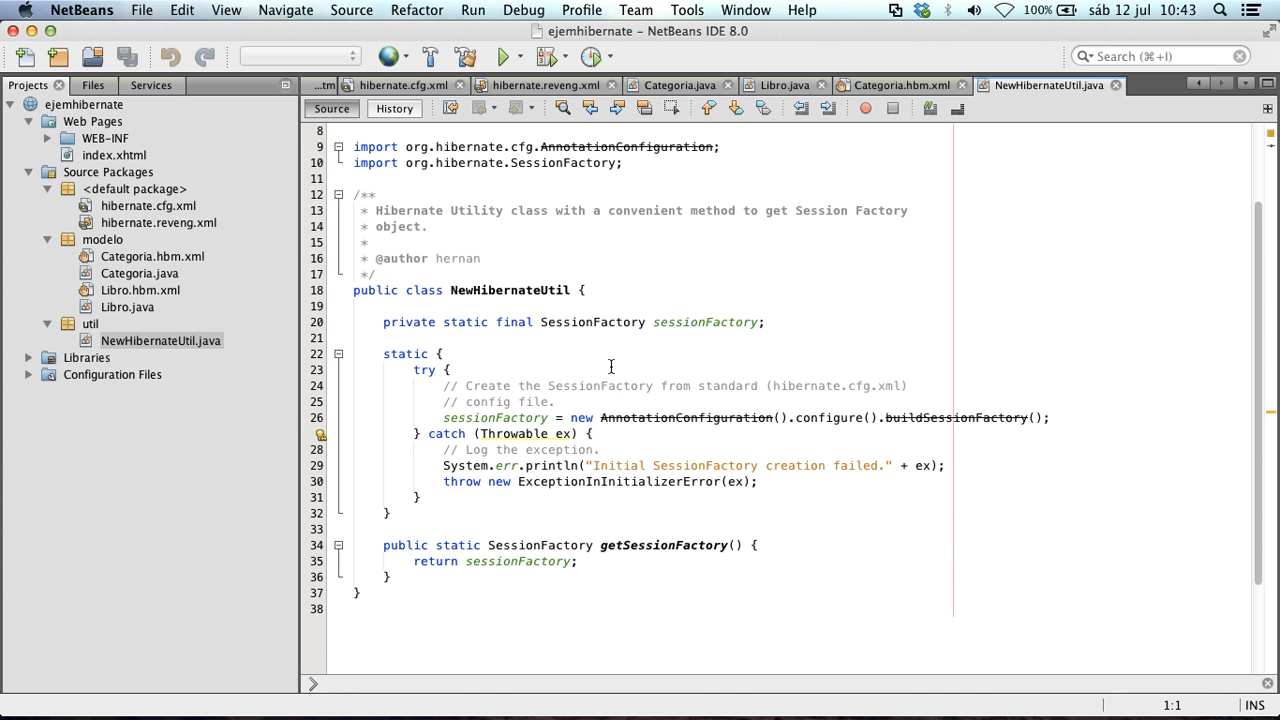 NetBeans File Edit View Navigate Source Refactor Run Debug Profile Team Tools Window Help 100% sáb 12 jul 10:43
ejemhibernate - NetBeans IDE 8.0
Search (⌘+I)
Projects Files Services
...tm hibernate.cfg.xml hibernate.reveng.xml Categoria.java Libro.java Categoria.hbm.xml NewHibernateUtil.java
Source History
ejemhibernate
Web Pages
WEB-INF
index.xhtml
Source Packages
<default package>
hibernate.cfg.xml
hibernate.reveng.xml
modelo
Categoria.hbm.xml
Categoria.java
Libro.hbm.xml
Libro.java
util
NewHibernateUtil.java
Libraries
Configuration Files
8
9 import org.hibernate.cfg.AnnotationConfiguration;
10 import org.hibernate.SessionFactory;
11
12 /**
13 * Hibernate Utility class with a convenient method to get Session Factory
14 * object.
15 *
16 * @author hernan
17 */
18 public class NewHibernateUtil {
19
20 private static final SessionFactory sessionFactory;
21
22 static {
23 try {
24 // Create the SessionFactory from standard (hibernate.cfg.xml)
25 // config file.
26 sessionFactory = new AnnotationConfiguration().configure().buildSessionFactory();
} catch (Throwable ex) {
28 // Log the exception.
29 System.err.println("Initial SessionFactory creation failed." + ex);
30 throw new ExceptionInInitializerError(ex);
31 }
32 }
33
34 public static SessionFactory getSessionFactory() {
35 return sessionFactory;
36 }
37 }
38
1:1 INS